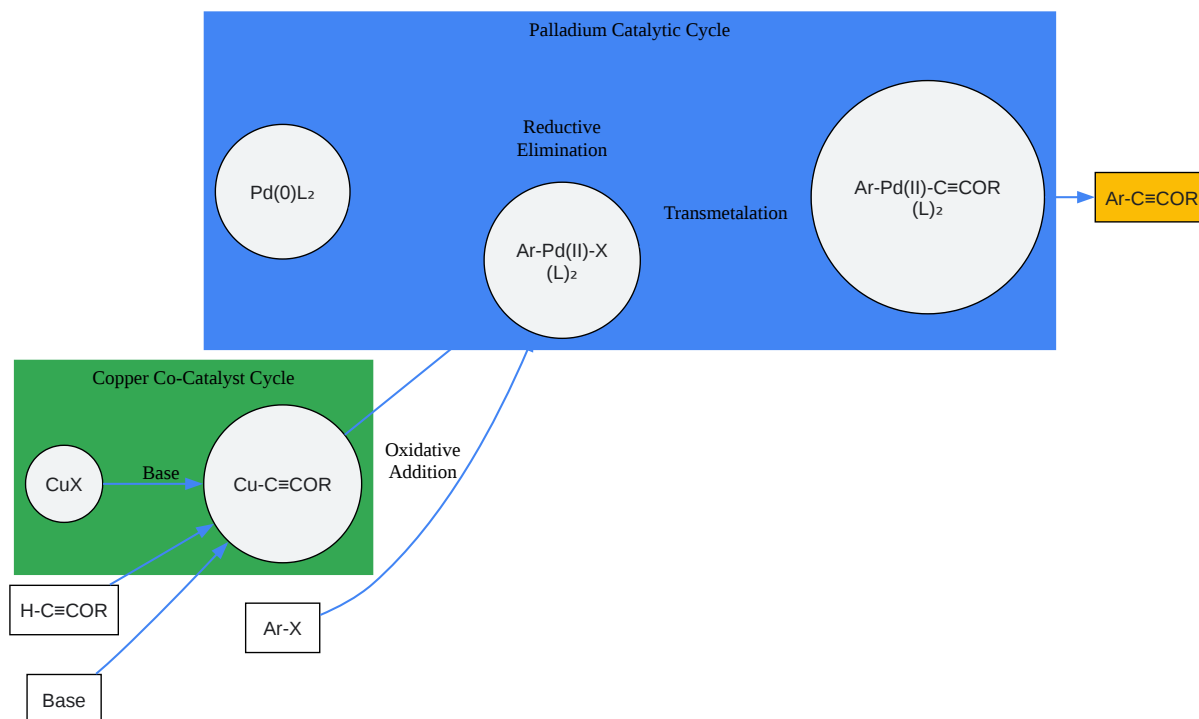 Palladium Catalytic Cycle
Reductive
Elimination
Pd(0)L₂
Ar-Pd(II)-C≡COR
(L)₂
Ar-C≡COR
Transmetalation
Ar-Pd(II)-X
(L)₂
Copper Co-Catalyst Cycle
Oxidative
Addition
Base
CuX
Cu-C≡COR
H-C≡COR
Ar-X
Base